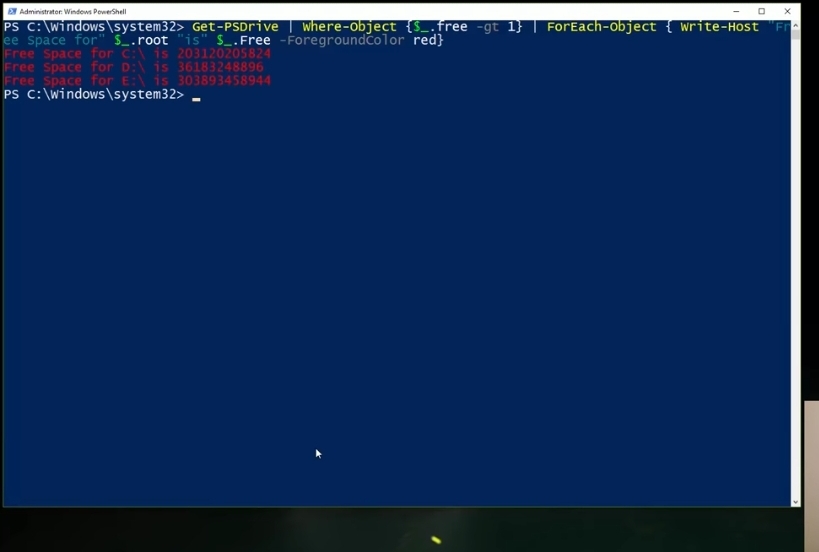 Administrator: Windows PowerShell
PS C:\Windows\system32> Get-PSDrive | Where-Object {$_.free -gt 1} | ForEach-Object { Write-Host "Fr
ee Space for" $_.root "is" $_.Free -ForegroundColor red}
Free Space for C:\ is 203120205824
Free Space for D:\ is 36183248896
Free Space for E:\ is 303893458944
PS C:\Windows\system32>